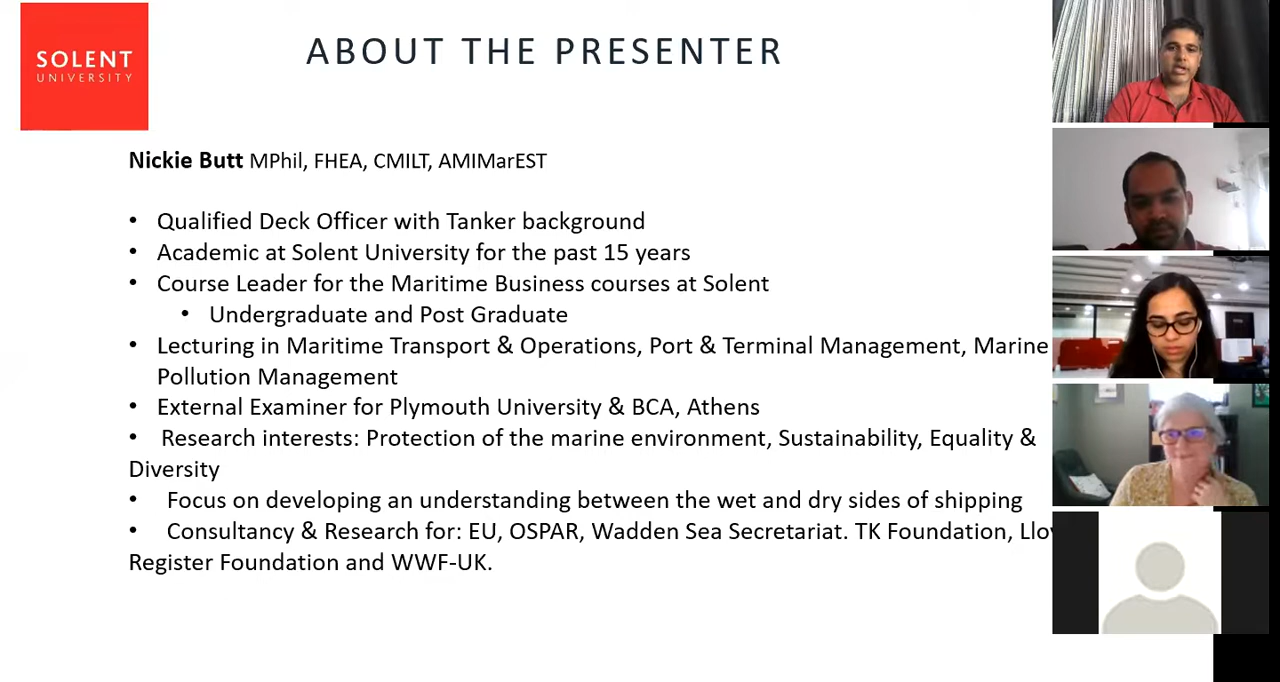 SOLENT
UNIVERSITY
ABOUT THE PRESENTER
Nickie Butt MPhil, FHEA, CMILT, AMIMarEST
• Qualified Deck Officer with Tanker background
• Academic at Solent University for the past 15 years
• Course Leader for the Maritime Business courses at Solent
• Undergraduate and Post Graduate
• Lecturing in Maritime Transport & Operations, Port & Terminal Management, Marine
Pollution Management
• External Examiner for Plymouth University & BCA, Athens
• Research interests: Protection of the marine environment, Sustainability, Equality &
Diversity
• Focus on developing an understanding between the wet and dry sides of shipping
• Consultancy & Research for: EU, OSPAR, Wadden Sea Secretariat. TK Foundation,
Register Foundation and WWF-UK.